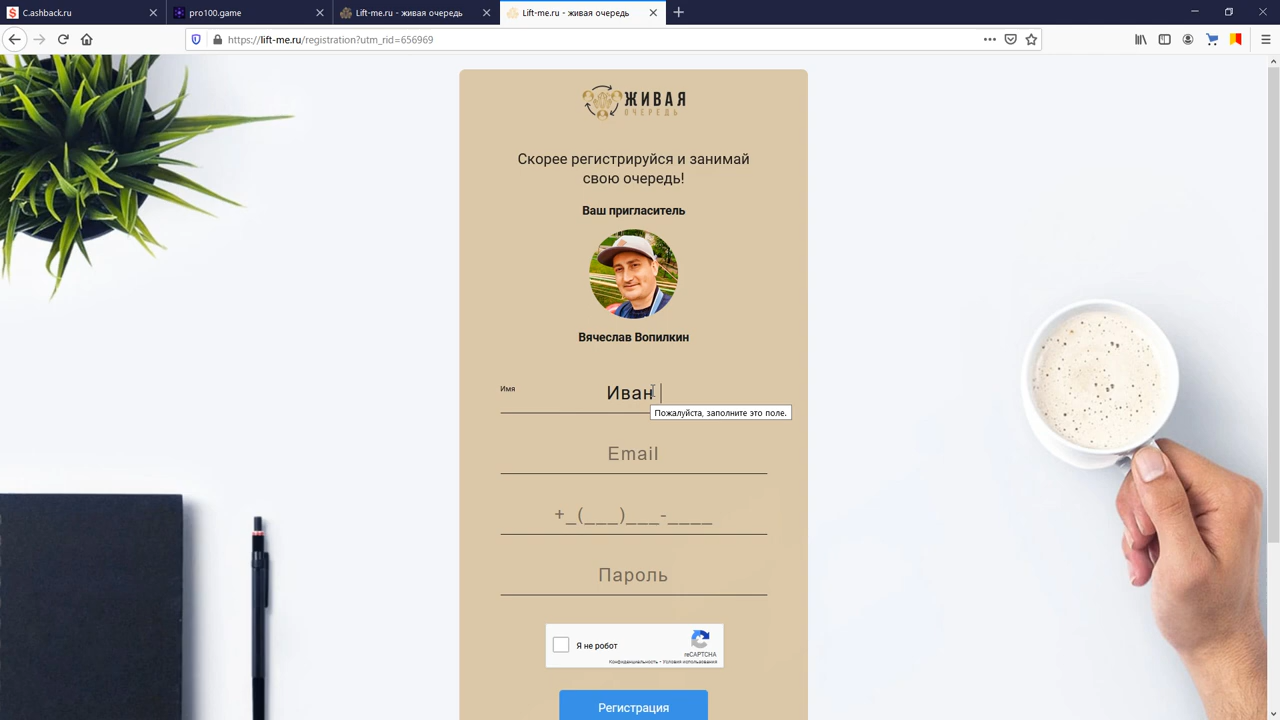 C.ashback.ru
pro100.game
Lift-me.ru - живая очередь
Lift-me.ru - живая очередь
https://lift-me.ru/registration?utm_rid=656969
ЖИВАЯ
ОЧЕРЕДЬ
Скорее регистрируйся и занимай
свою очередь!
Ваш пригласитель
Вячеслав Вопилкин
Имя
Иван
Пожалуйста, заполните это поле.
Email
+_(___)___-____
Пароль
Я не робот
reCAPTCHA
Конфиденциальность - Условия использования
Регистрация